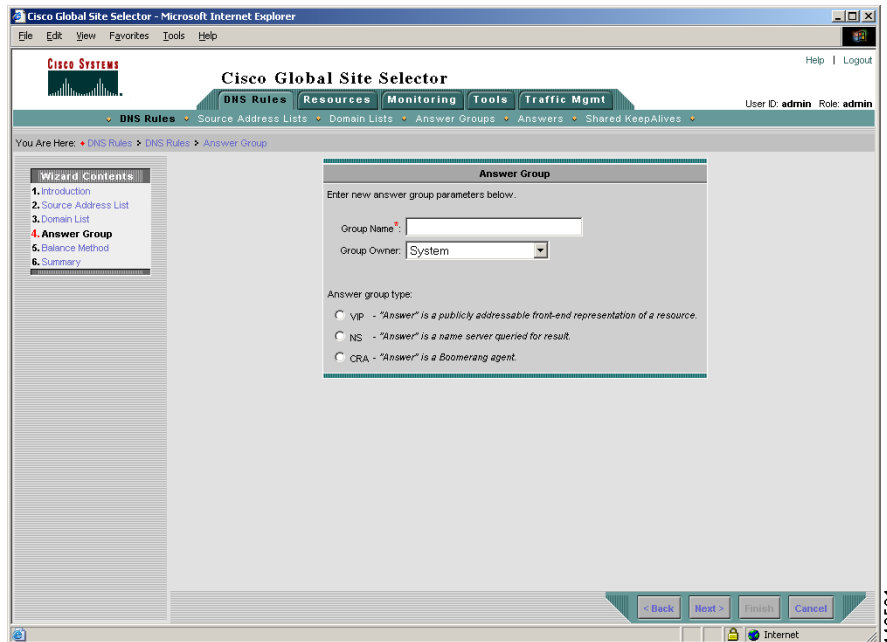 Cisco Global Site Selector - Microsoft Internet Explorer
File Edit View Favorites Tools Help
CISCO SYSTEMS
Cisco Global Site Selector
Help | Logout
DNS Rules Resources Monitoring Tools Traffic Mgmt
User ID: admin Role: admin
DNS Rules Source Address Lists Domain Lists Answer Groups Answers Shared KeepAlives
You Are Here: DNS Rules DNS Rules Answer Group
Wizard Contents
1. Introduction
2. Source Address List
3. Domain List
4. Answer Group
5. Balance Method
6. Summary
Answer Group
Enter new answer group parameters below.
Group Name*:
Group Owner: System
Answer group type:
VIP - "Answer" is a publicly addressable front-end representation of a resource.
NS - "Answer" is a name server queried for result.
CRA - "Answer" is a Boomerang agent.
< Back Next > Finish Cancel
Internet